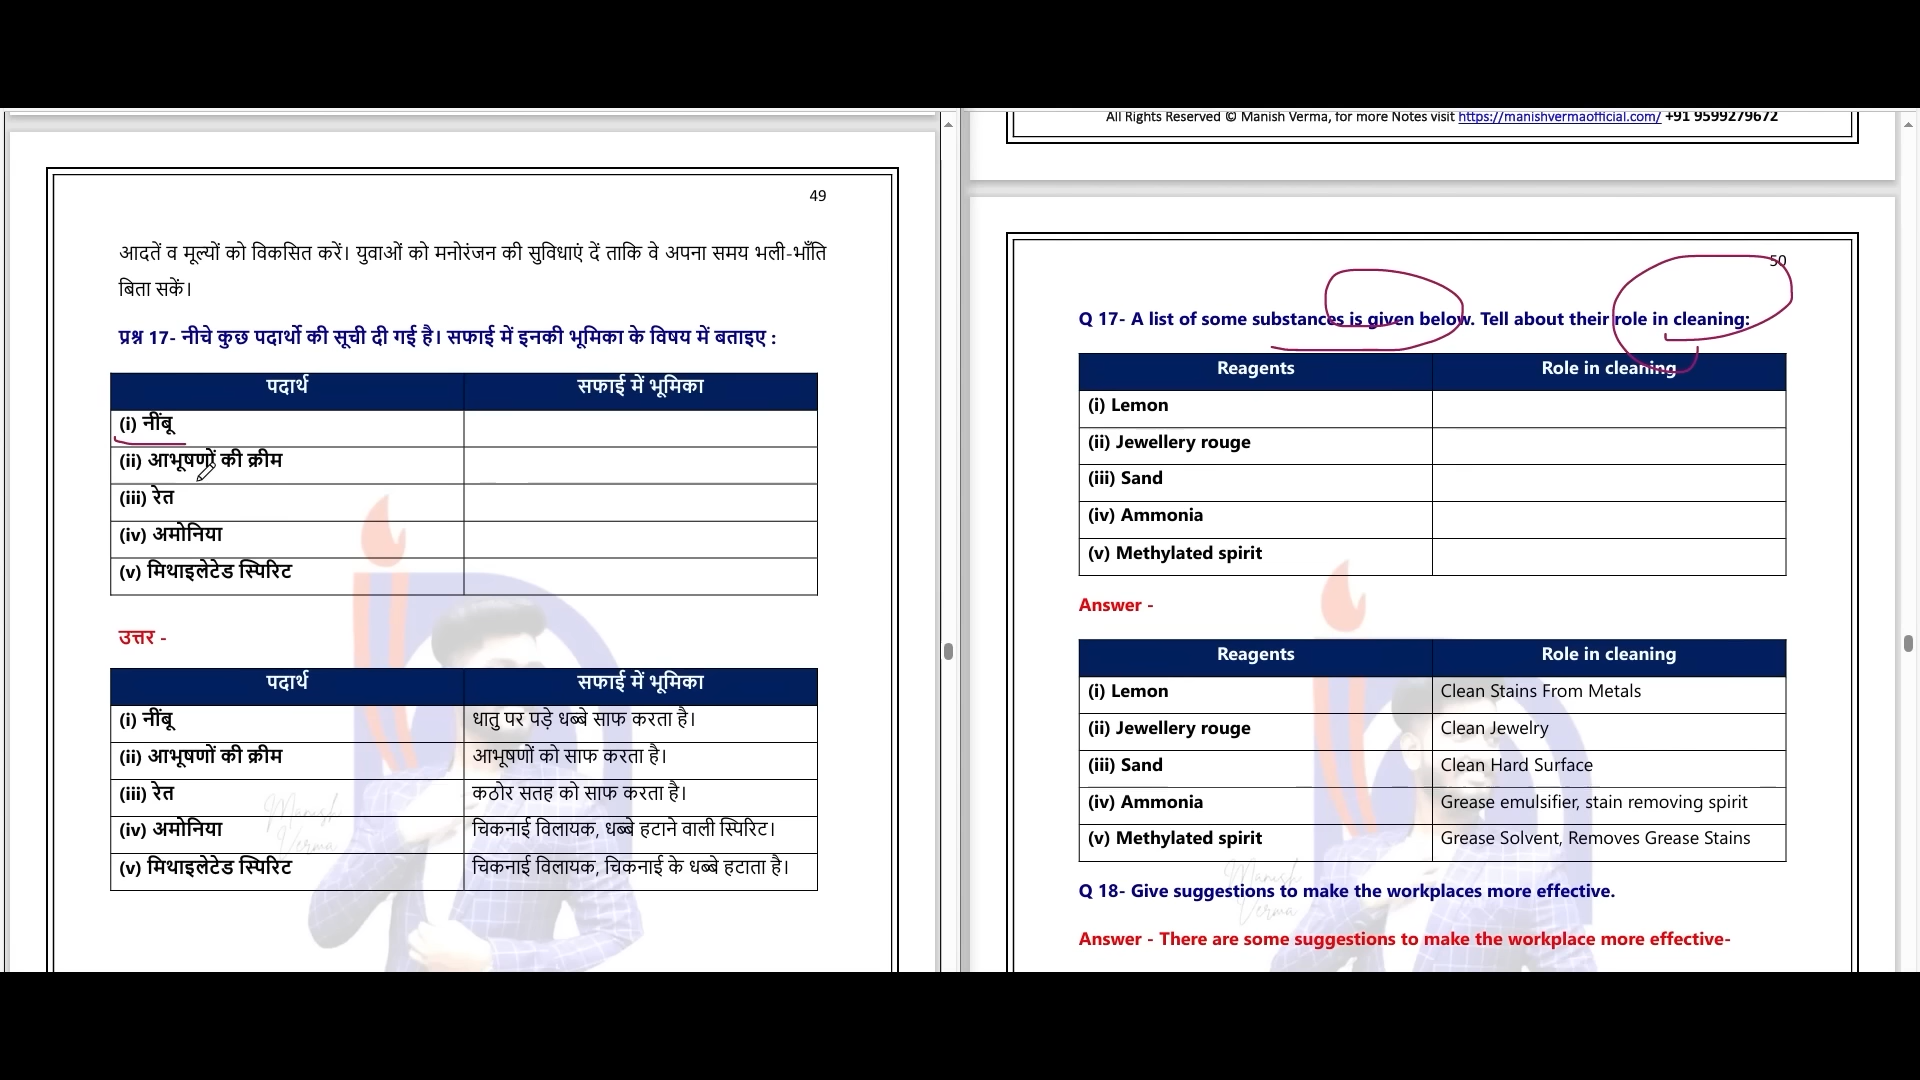 49
आदतें व मूल्यों को विकसित करें। युवाओं को मनोरंजन की सुविधाएं दें ताकि वे अपना समय भली-भाँति
बिता सकें।
प्रश्न 17- नीचे कुछ पदार्थो की सूची दी गई है। सफाई में इनकी भूमिका के विषय में बताइए :
पदार्थ सफाई में भूमिका
(i) नींबू
(ii) आभूषणों की क्रीम
(iii) रेत
(iv) अमोनिया
(v) मिथाइलेटेड स्पिरिट
उत्तर -
पदार्थ सफाई में भूमिका
(i) नींबू धातु पर पड़े धब्बे साफ करता है।
(ii) आभूषणों की क्रीम आभूषणों को साफ करता है।
(iii) रेत कठोर सतह को साफ करता है।
(iv) अमोनिया चिकनाई विलायक, धब्बे हटाने वाली स्पिरिट।
(v) मिथाइलेटेड स्पिरिट चिकनाई विलायक, चिकनाई के धब्बे हटाता है।
Manish
Verma
All Rights Reserved © Manish Verma, for more Notes visit https://manishvermaofficial.com/ +91 9599279672
50
Q 17- A list of some substances is given below. Tell about their role in cleaning:
Reagents Role in cleaning
(i) Lemon
(ii) Jewellery rouge
(iii) Sand
(iv) Ammonia
(v) Methylated spirit
Answer -
Reagents Role in cleaning
(i) Lemon Clean Stains From Metals
(ii) Jewellery rouge Clean Jewelry
(iii) Sand Clean Hard Surface
(iv) Ammonia Grease emulsifier, stain removing spirit
(v) Methylated spirit Grease Solvent, Removes Grease Stains
Manish
Verma
Q 18- Give suggestions to make the workplaces more effective.
Answer - There are some suggestions to make the workplace more effective-